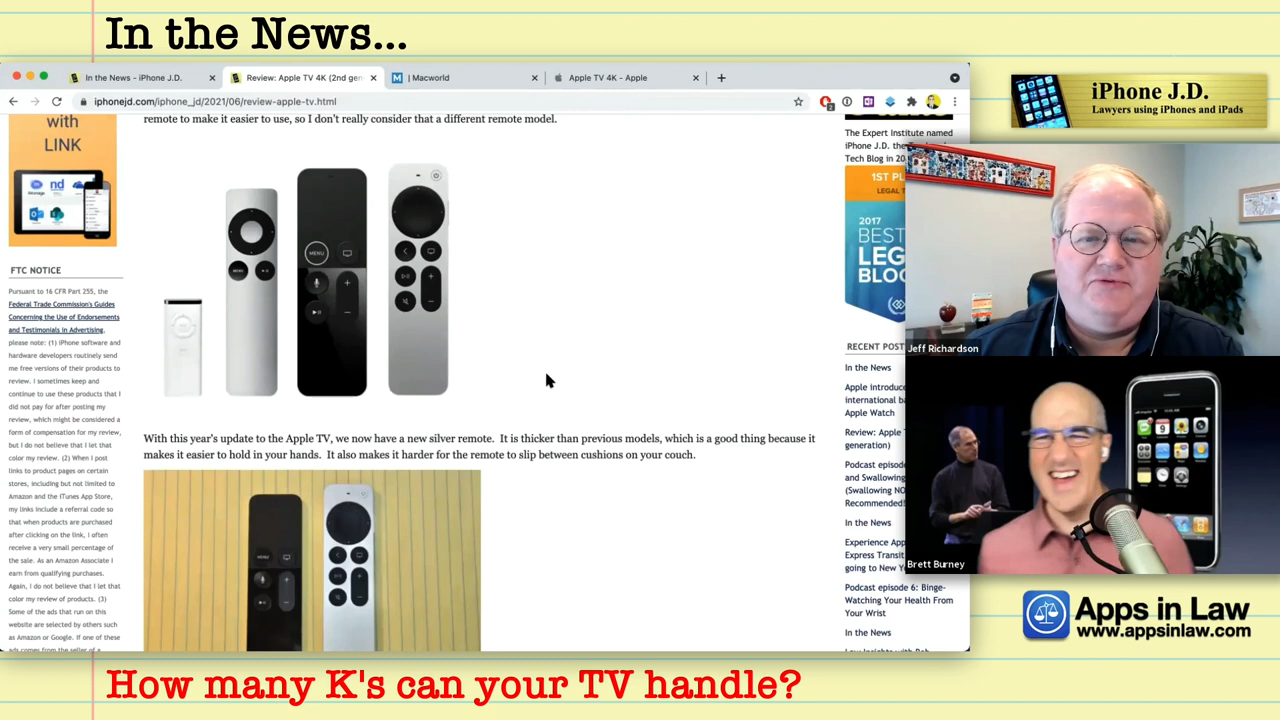 In the News...
In the News - iPhone J.D.
Review: Apple TV 4K (2nd gen
| Macworld
Apple TV 4K - Apple
iphonejd.com/iphone_jd/2021/06/review-apple-tv.html
iPhone J.D.
Lawyers using iPhones and iPads
with
LINK
FTC NOTICE
Pursuant to 16 CFR Part 255, the
Federal Trade Commission's Guides
Concerning the Use of Endorsements
and Testimonials in Advertising,
please note: (1) iPhone software and
hardware developers routinely send
me free versions of their products to
review. I sometimes keep and
continue to use these products that I
did not pay for after posting my
review, which might be considered a
form of compensation for my review,
but I do not believe that I let that
color my review. (2) When I post
links to product pages on certain
stores, including but not limited to
Amazon and the iTunes App Store,
my links include a referral code so
that when products are purchased
after clicking on the link, I often
receive a very small percentage of
the sale. As an Amazon Associate I
earn from qualifying purchases.
Again, I do not believe that I let that
color my review of products. (3)
Some of the ads that run on this
website are selected by others such
as Amazon or Google. If one of these
ads comes from the seller of a
remote to make it easier to use, so I don't really consider that a different remote model.
MENU
MENU
With this year's update to the Apple TV, we now have a new silver remote. It is thicker than previous models, which is a good thing because it
makes it easier to hold in your hands. It also makes it harder for the remote to slip between cushions on your couch.
MENU
The Expert Institute named
iPhone J.D. the
Tech Blog in 20
1ST PL
LEGAL T
2017
BEST
LEG
BLOG
RECENT POST
In the News
Apple introduc
international ba
Apple Watch
Review: Apple T
generation)
Podcast episode
and Swallowing
(Swallowing NO
Recommended!
In the News
Experience App
Express Transit
going to New Y
Podcast episode 6: Binge-
Watching Your Health From
Your Wrist
In the News
Law Insights with Bob
Jeff Richardson
Brett Burney
Apps in Law
www.appsinlaw.com
How many K's can your TV handle?